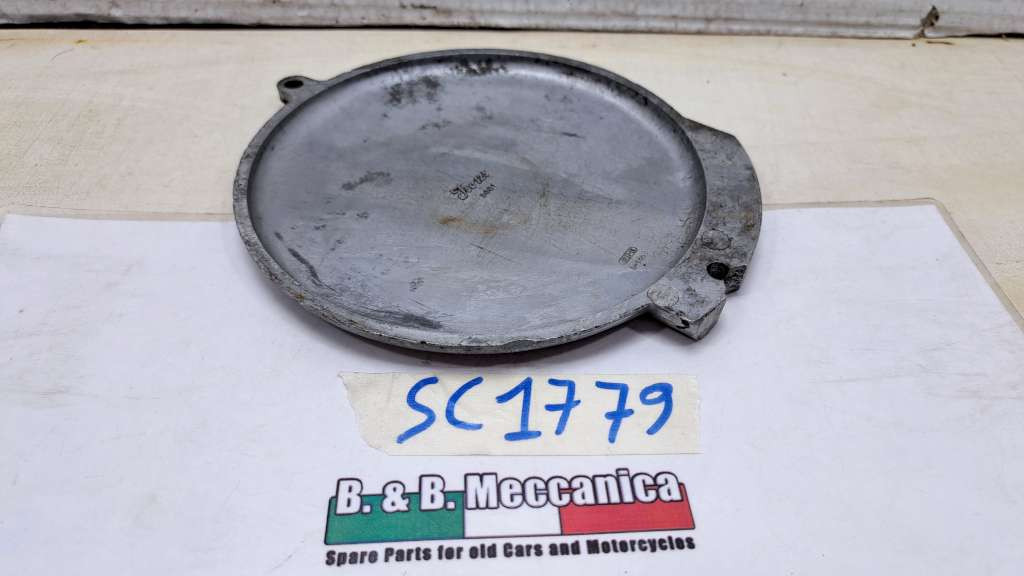 SC1779
B. & B. Meccanica
Spare Parts for old Cars and Motorcycles